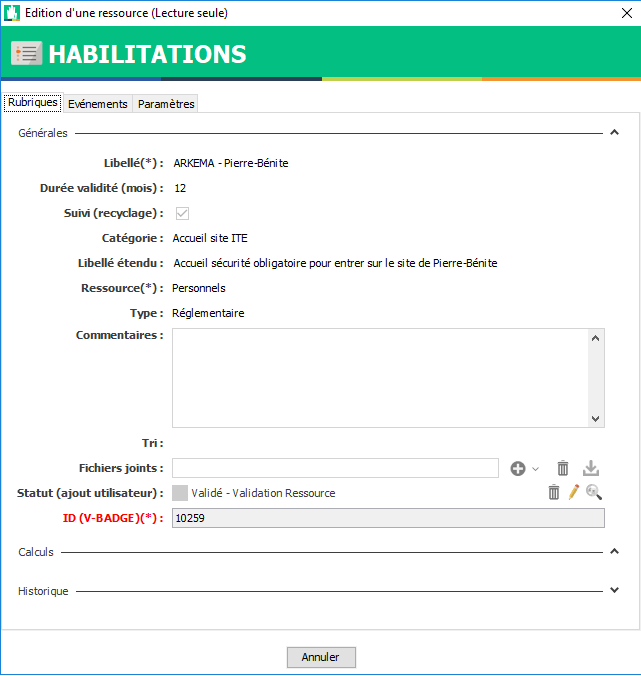 Edition d'une ressource (Lecture seule)
HABILITATIONS
Rubriques Evénements Paramètres
Générales
Libellé(*) : ARKEMA - Pierre-Bénite
Durée validité (mois) : 12
Suivi (recyclage) :
Catégorie : Accueil site ITE
Libellé étendu : Accueil sécurité obligatoire pour entrer sur le site de Pierre-Bénite
Ressource(*) : Personnels
Type : Réglementaire
Commentaires :
Tri :
Fichiers joints :
Statut (ajout utilisateur) : Validé - Validation Ressource
ID (V-BADGE)(*) : 10259
Calculs
Historique
Annuler